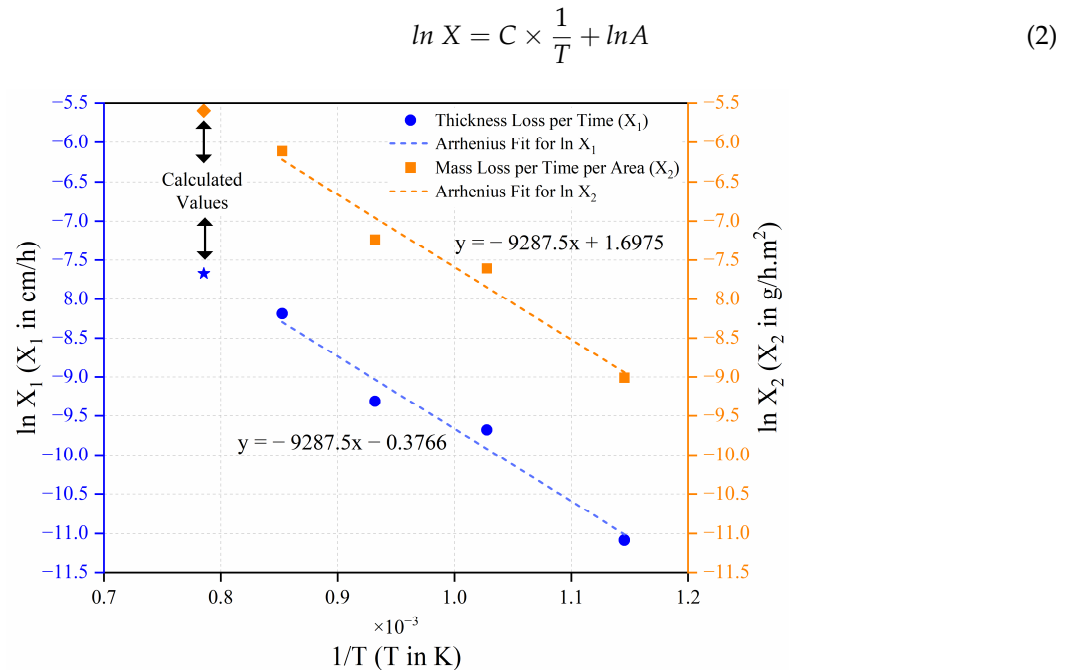 ln X = C × 1/T + lnA (2)
−5.5
−6.0
−6.5
−7.0
−7.5
8.0
−8.5
−9.0
−9.5
−10.0
−10.5
−11.0
−11.5
ln X₁ (X₁ in cm/h)
Thickness Loss per Time (X₁)
Arrhenius Fit for ln X₁
Mass Loss per Time per Area (X₂)
Arrhenius Fit for ln X₂
Calculated
Values
y = − 9287.5x + 1.6975
y = − 9287.5x − 0.3766
−5.5
−6.0
−6.5
−7.0
−7.5
8.0
−8.5
−9.0
−9.5
−10.0
−10.5
−11.0
−11.5
ln X₂ (X₂ in g/h.m²)
0.7 0.8 0.9 1.0 1.1 1.2
×10⁻³
1/T (T in K)